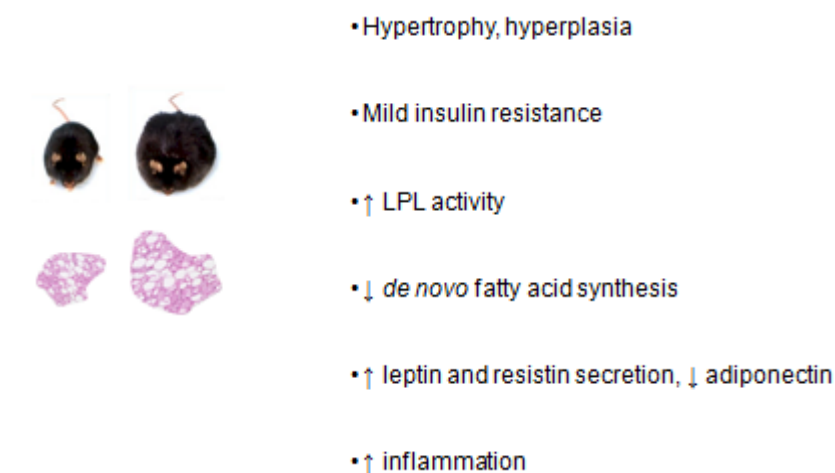 •Hypertrophy, hyperplasia
•Mild insulin resistance
•↑ LPL activity
•↓ de novo fatty acid synthesis
•↑ leptin and resistin secretion, ↓ adiponectin
•↑ inflammation